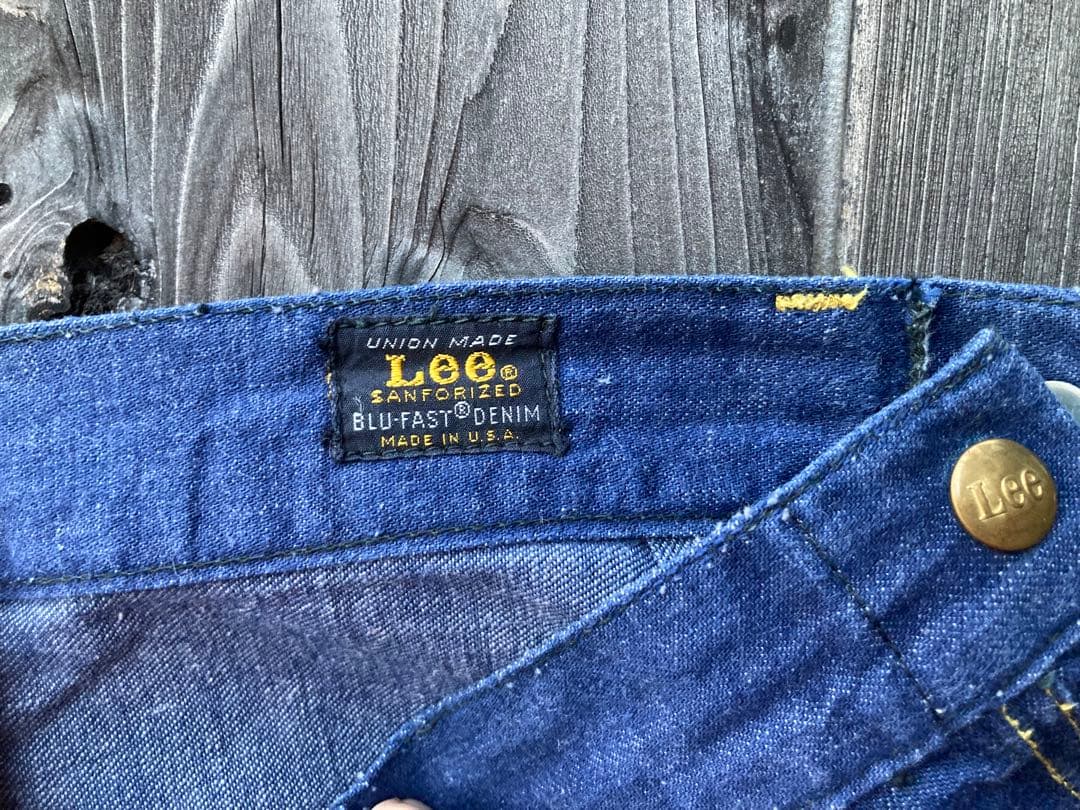 UNION MADE
Lee®
SANFORIZED
BLU-FAST® DENIM
MADE IN U.S.A.
Lee